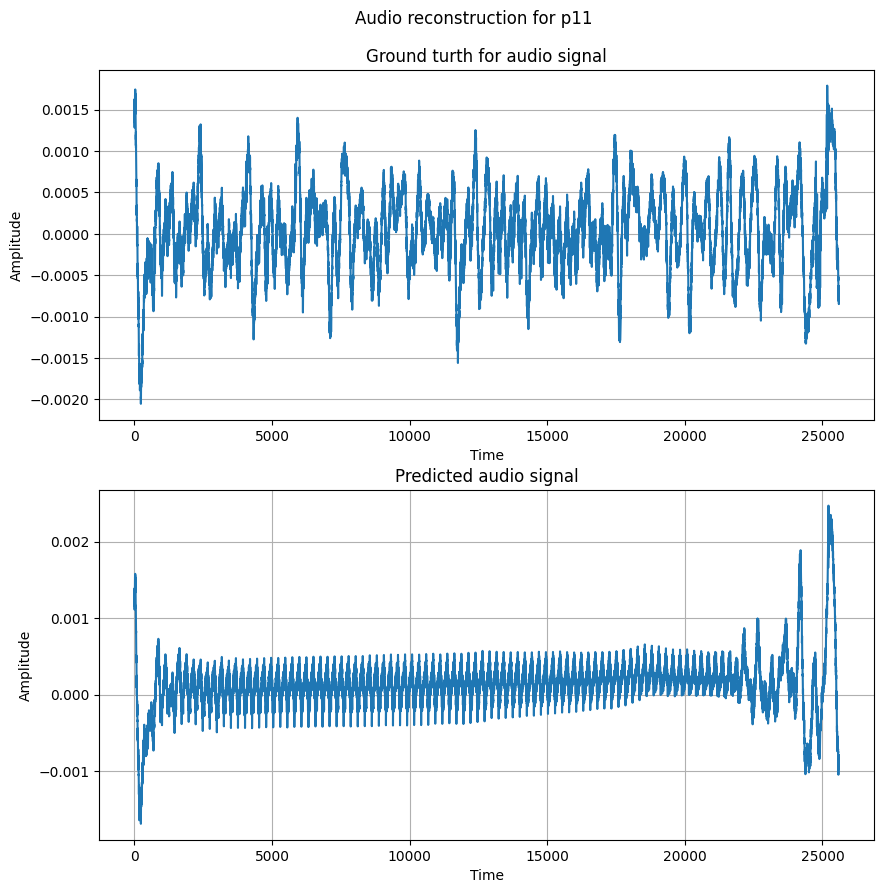 Audio reconstruction for p11
Ground turth for audio signal
0.0015
0.0010
0.0005
0.0000
−0.0005
−0.0010
−0.0015
−0.0020
Amplitude
0 5000 10000 15000 20000 25000
Time
Predicted audio signal
0.002
0.001
0.000
−0.001
Amplitude
0 5000 10000 15000 20000 25000
Time